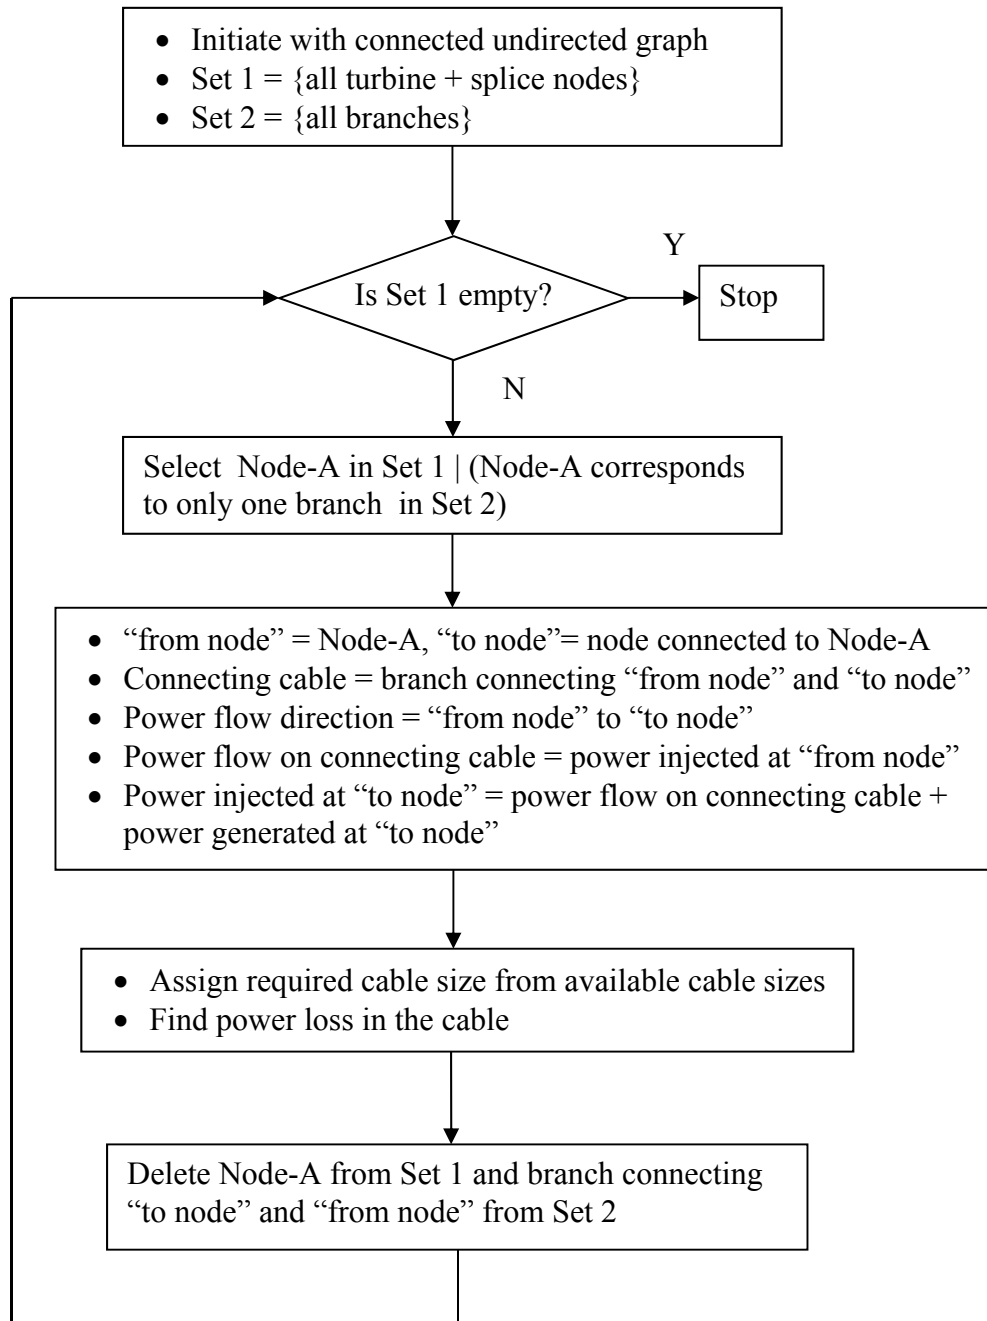 • Initiate with connected undirected graph
• Set 1 = {all turbine + splice nodes}
• Set 2 = {all branches}
Y
Is Set 1 empty?
Stop
N
Select  Node-A in Set 1 | (Node-A corresponds
to only one branch  in Set 2)
• “from node” = Node-A, “to node”= node connected to Node-A
• Connecting cable = branch connecting “from node” and “to node”
• Power flow direction = “from node” to “to node”
• Power flow on connecting cable = power injected at “from node”
• Power injected at “to node” = power flow on connecting cable +
power generated at “to node”
• Assign required cable size from available cable sizes
• Find power loss in the cable
Delete Node-A from Set 1 and branch connecting
“to node” and “from node” from Set 2